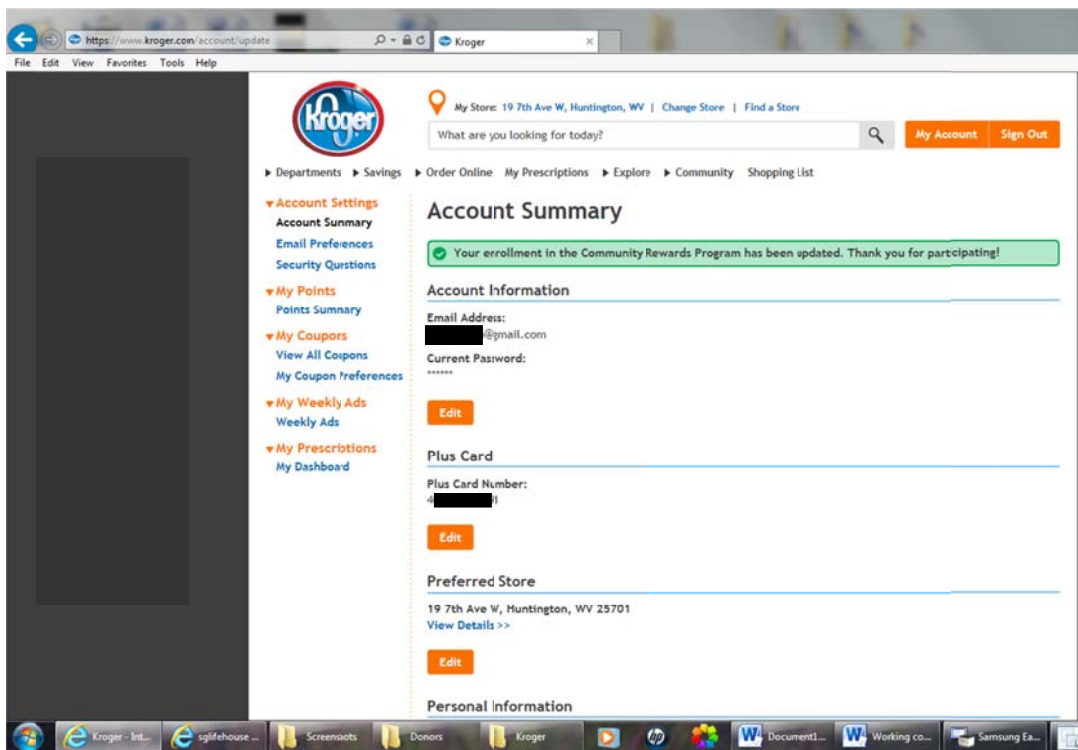 https://www.kroger.com/account/update
Kroger
File Edit View Favorites Tools Help
Kroger
My Store: 19 7th Ave W, Huntington, WV | Change Store | Find a Store
What are you looking for today?
My Account Sign Out
Departments Savings Order Online My Prescriptions Explore Community Shopping List
Account Settings
Account Summary
Email Preferences
Security Questions
My Points
Points Summary
My Coupons
View All Coupons
My Coupon Preferences
My Weekly Ads
Weekly Ads
My Prescriptions
My Dashboard
Account Summary
Your enrollment in the Community Rewards Program has been updated. Thank you for participating!
Account Information
Email Address:
@gmail.com
Current Password:
******
Edit
Plus Card
Plus Card Number:
4
Edit
Preferred Store
19 7th Ave W, Huntington, WV 25701
View Details >>
Edit
Personal Information
Kroger - Int... sglifehouse ... Screenshots Donors Kroger hp Document1... Working co... Samsung Ea...